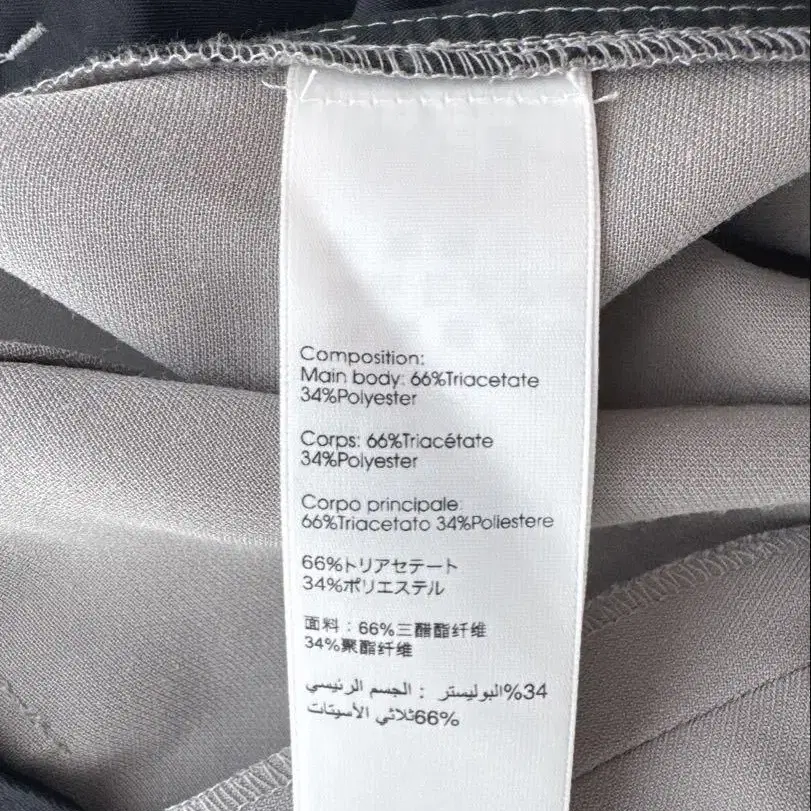 Composition:
Main body: 66%Triacetate
34%Polyester
Corps: 66%Triacétate
34%Polyester
Corpo principale:
66%Triacetato 34%Poliestere
66%トリアセテート
34%ポリエステル
面料：66%三醋酯纤维
34%聚酯纤维
34%البوليستر : الجسم الرئيسي
66%ثلاثي الأسيتات